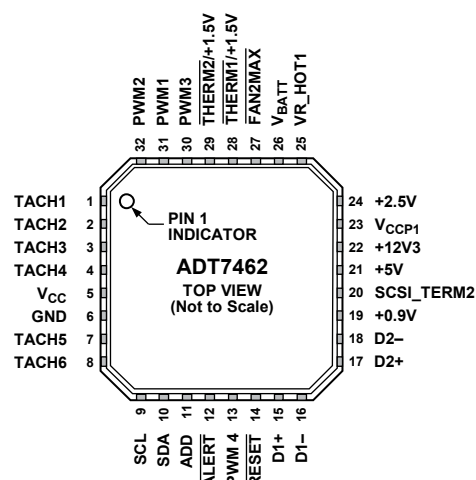 32 PWM2
31 PWM1
30 PWM3
29 THERM2/+1.5V
28 THERM1/+1.5V
27 FAN2MAX
26 VBATT
25 VR_HOT1
TACH1 1
TACH2 2
TACH3 3
TACH4 4
VCC 5
GND 6
TACH5 7
TACH6 8
PIN 1
INDICATOR
ADT7462
TOP VIEW
(Not to Scale)
24 +2.5V
23 VCCP1
22 +12V3
21 +5V
20 SCSI_TERM2
19 +0.9V
18 D2–
17 D2+
SCL 9
SDA 10
ADD 11
ALERT 12
PWM 4 13
RESET 14
D1+ 15
D1– 16